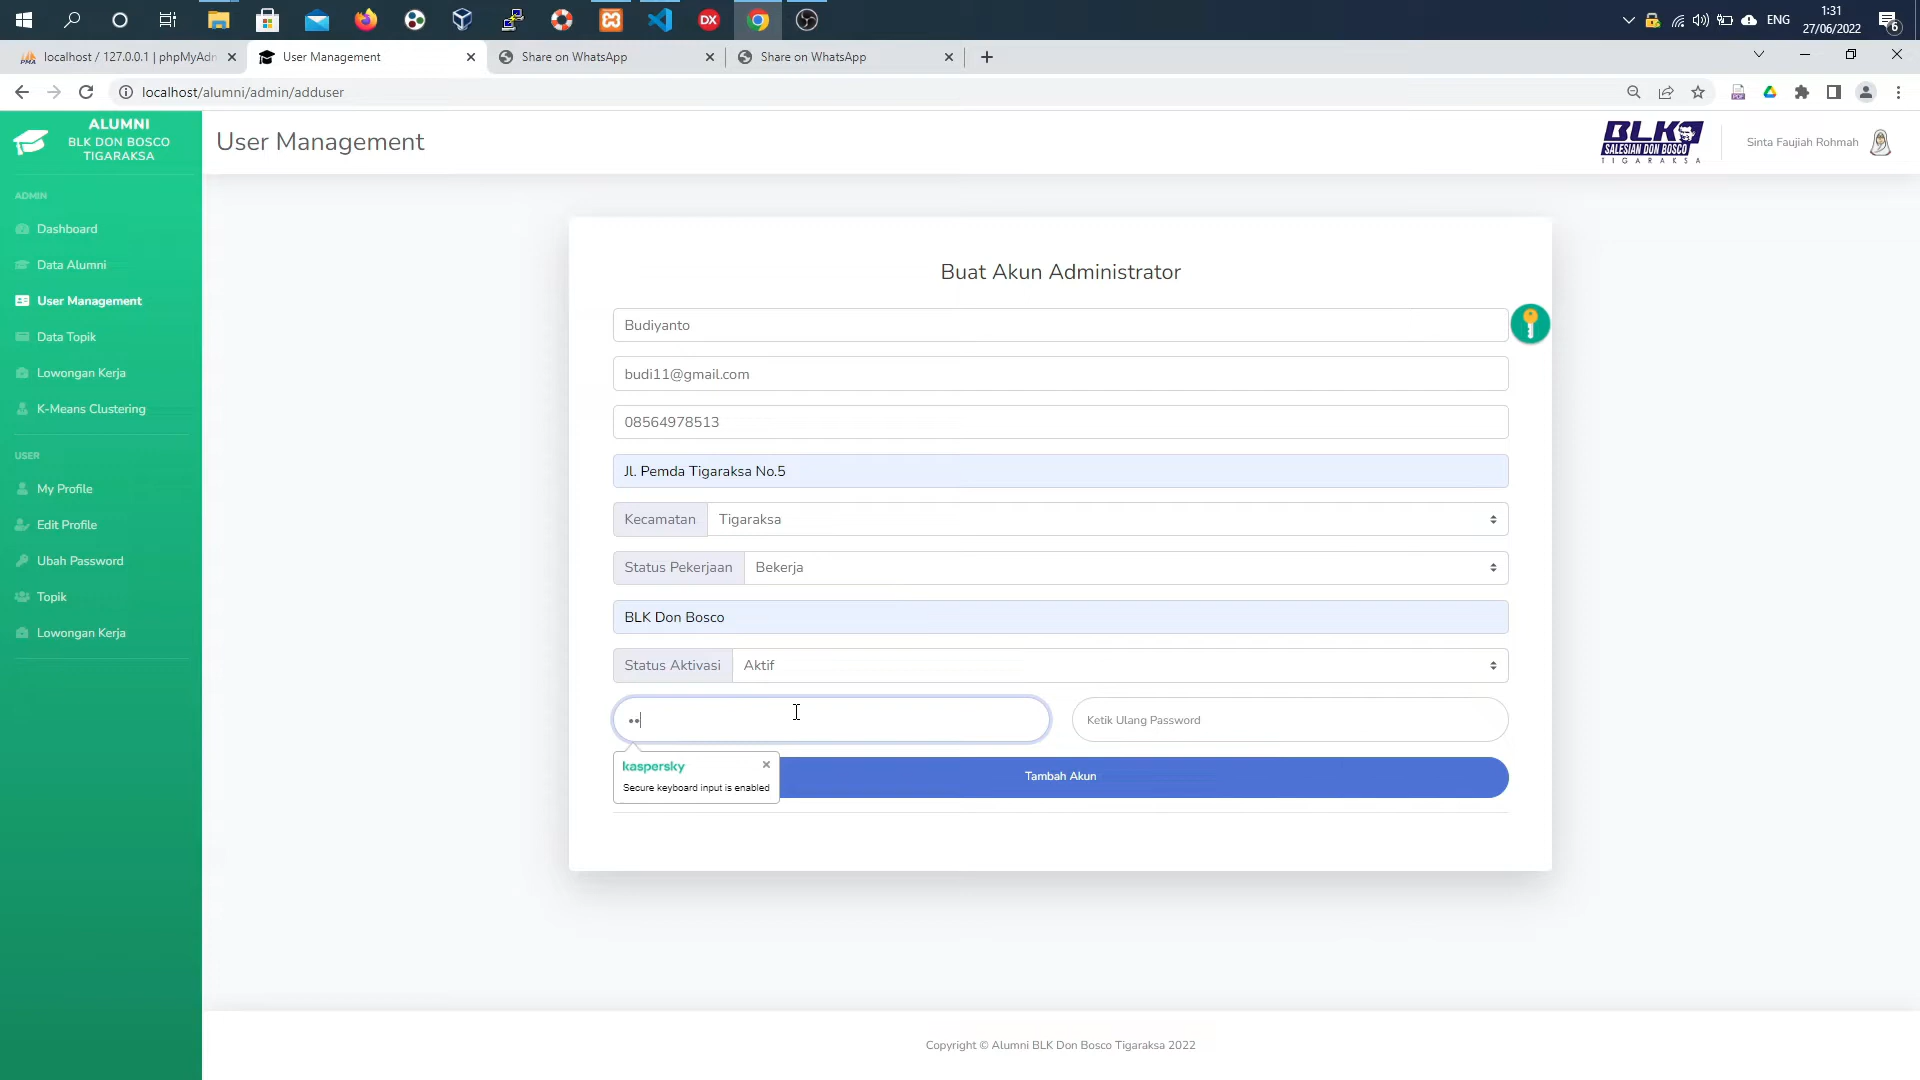 1:31
ENG
27/06/2022
6
localhost / 127.0.0.1 | phpMyAdn
User Management
Share on WhatsApp
Share on WhatsApp
localhost/alumni/admin/adduser
ALUMNI
BLK DON BOSCO
TIGARAKSA
User Management
BLK
SALESIAN DON BOSCO
TIGARAKSA
Sinta Faujiah Rohmah
ADMIN
Dashboard
Data Alumni
User Management
Data Topik
Lowongan Kerja
K-Means Clustering
USER
My Profile
Edit Profile
Ubah Password
Topik
Lowongan Kerja
Buat Akun Administrator
Budiyanto
budi11@gmail.com
08564978513
Jl. Pemda Tigaraksa No.5
Kecamatan Tigaraksa
Status Pekerjaan Bekerja
BLK Don Bosco
Status Aktivasi Aktif
•• Ketik Ulang Password
kaspersky
Secure keyboard input is enabled
Tambah Akun
Copyright © Alumni BLK Don Bosco Tigaraksa 2022